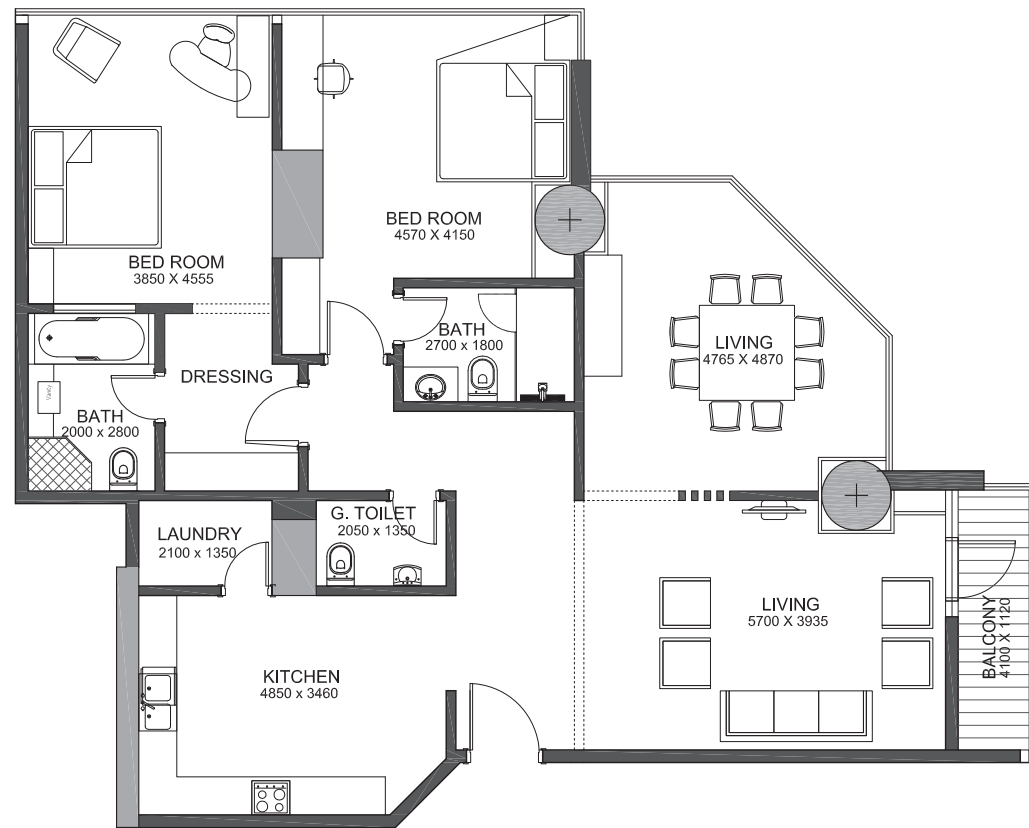 BED ROOM
4570 X 4150
BED ROOM
3850 X 4555
BATH
2700 x 1800
LIVING
4765 X 4870
DRESSING
Vanity
BATH
2000 x 2800
G. TOILET
2050 x 1350
LAUNDRY
2100 x 1350
LIVING
5700 X 3935
BALCONY
4100 X 1120
KITCHEN
4850 x 3460